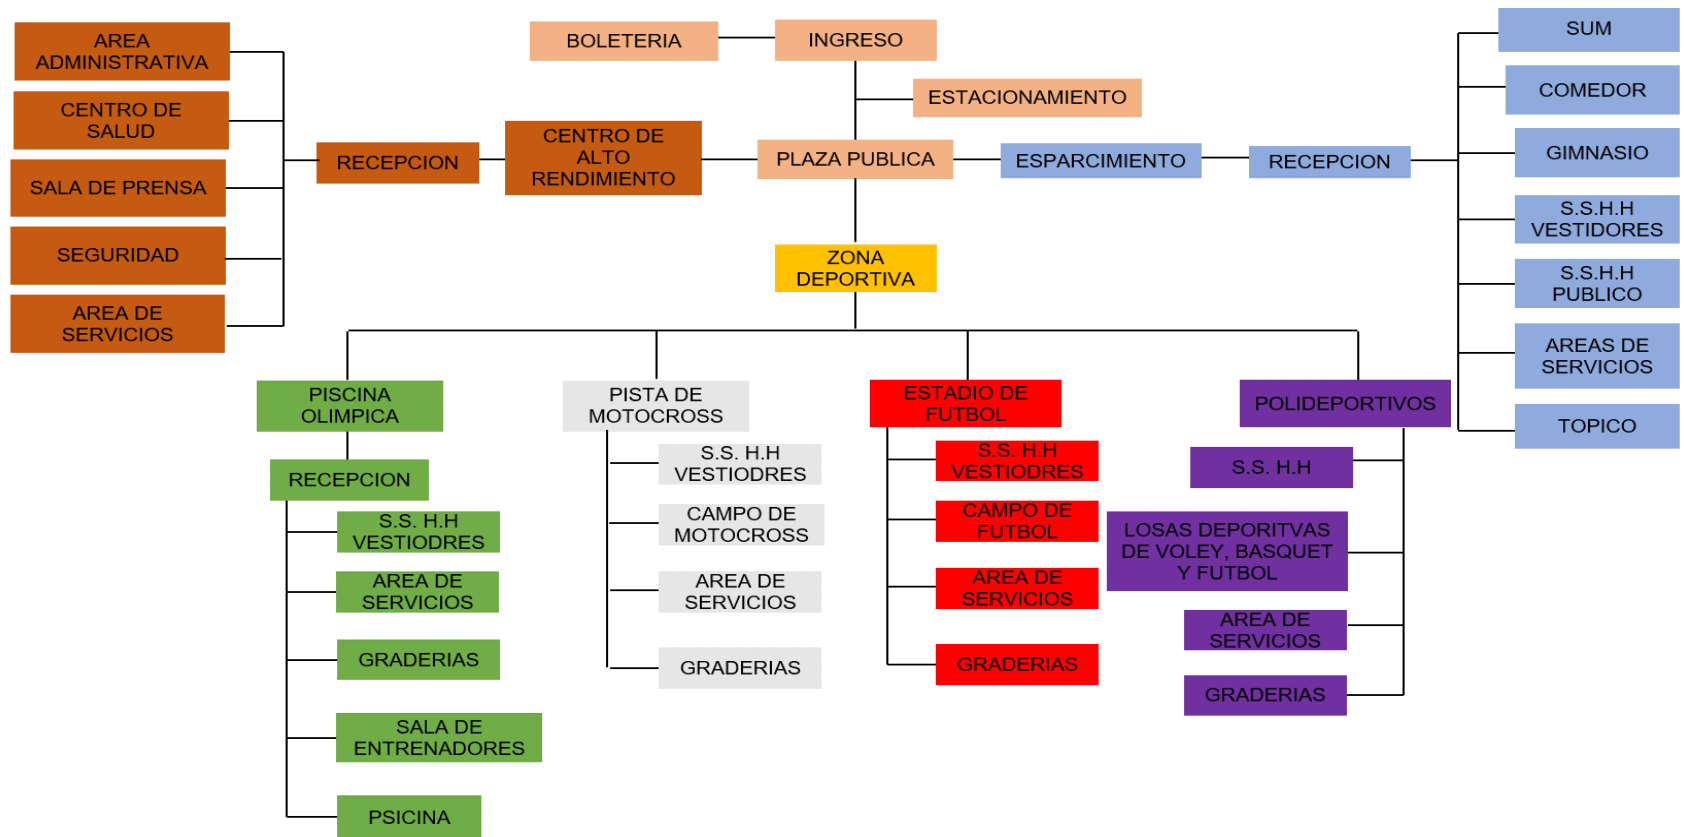 BOLETERIA
INGRESO
ESTACIONAMIENTO
PLAZA PUBLICA
CENTRO DE
ALTO
RENDIMIENTO
RECEPCION
AREA
ADMINISTRATIVA
CENTRO DE
SALUD
SALA DE PRENSA
SEGURIDAD
AREA DE
SERVICIOS
ESPARCIMIENTO
RECEPCION
SUM
COMEDOR
GIMNASIO
S.S.H.H
VESTIDORES
S.S.H.H
PUBLICO
AREAS DE
SERVICIOS
TOPICO
ZONA
DEPORTIVA
PISCINA
OLIMPICA
RECEPCION
S.S. H.H
VESTIODRES
AREA DE
SERVICIOS
GRADERIAS
SALA DE
ENTRENADORES
PSICINA
PISTA DE
MOTOCROSS
S.S. H.H
VESTIODRES
CAMPO DE
MOTOCROSS
AREA DE
SERVICIOS
GRADERIAS
ESTADIO DE
FUTBOL
S.S. H.H
VESTIODRES
CAMPO DE
FUTBOL
AREA DE
SERVICIOS
GRADERIAS
POLIDEPORTIVOS
S.S. H.H
LOSAS DEPORITVAS
DE VOLEY, BASQUET
Y FUTBOL
AREA DE
SERVICIOS
GRADERIAS